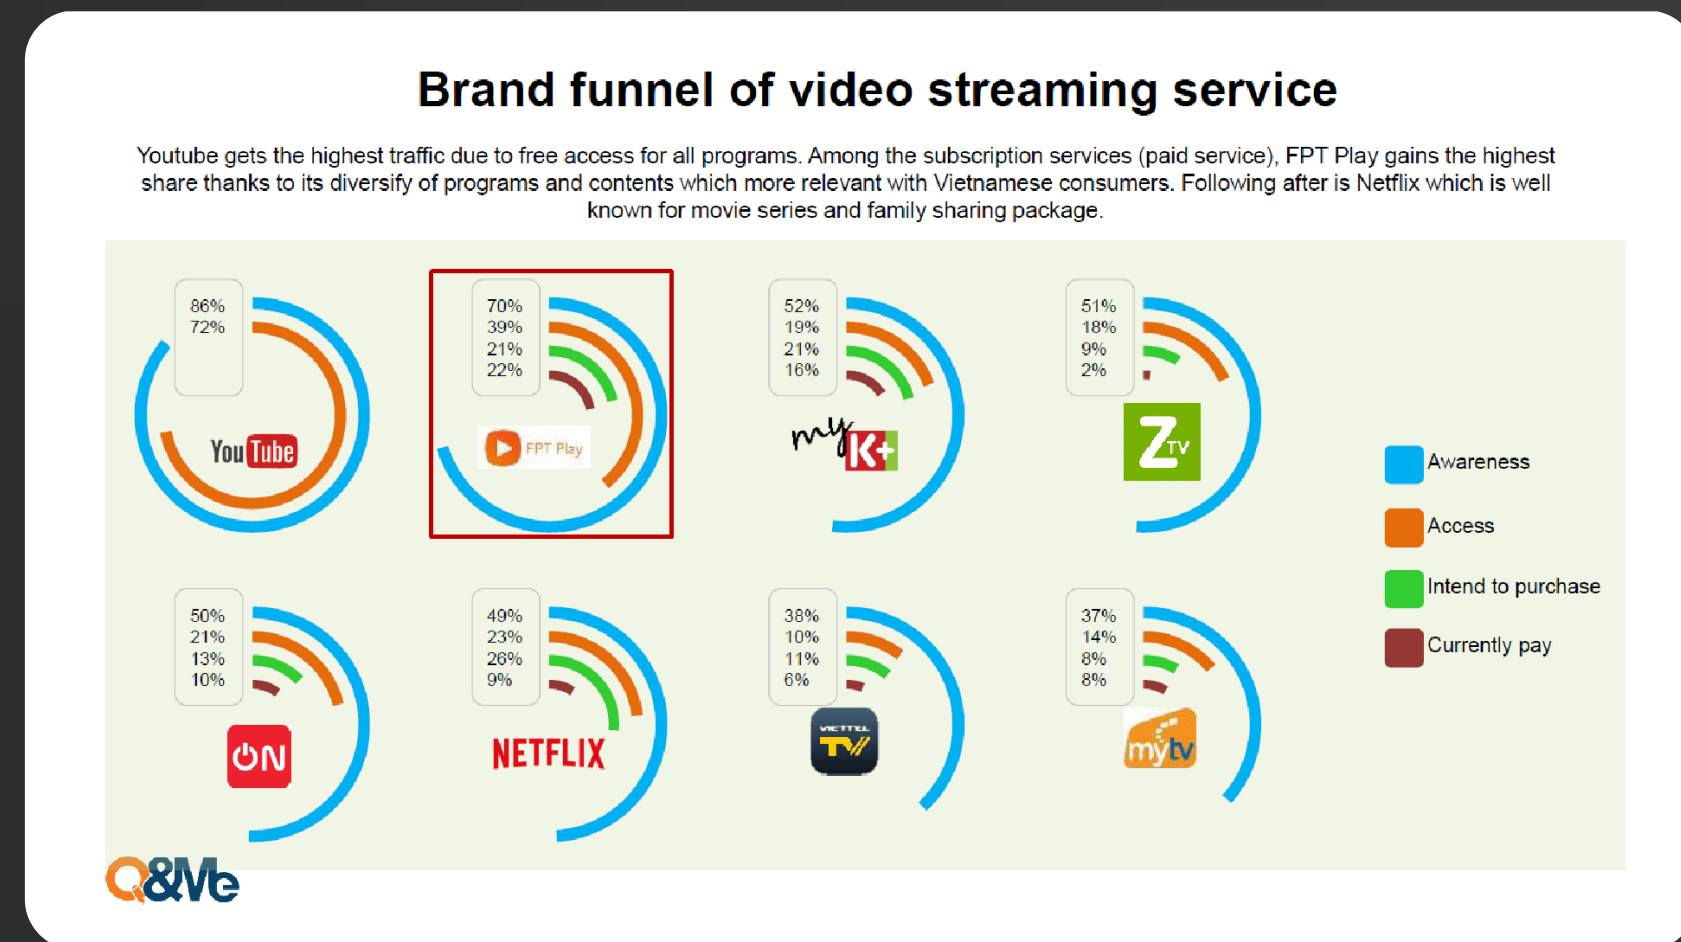 Brand funnel of video streaming service
Youtube gets the highest traffic due to free access for all programs. Among the subscription services (paid service), FPT Play gains the highest
share thanks to its diversify of programs and contents which more relevant with Vietnamese consumers. Following after is Netflix which is well
known for movie series and family sharing package.
86%
72%
YouTube
70%
39%
21%
22%
FPT Play
52%
19%
21%
16%
my K+
51%
18%
9%
2%
ZTV
50%
21%
13%
10%
ON
49%
23%
26%
9%
NETFLIX
38%
10%
11%
6%
VIETTEL
TV
37%
14%
8%
8%
mytv
Awareness
Access
Intend to purchase
Currently pay
Q&Me